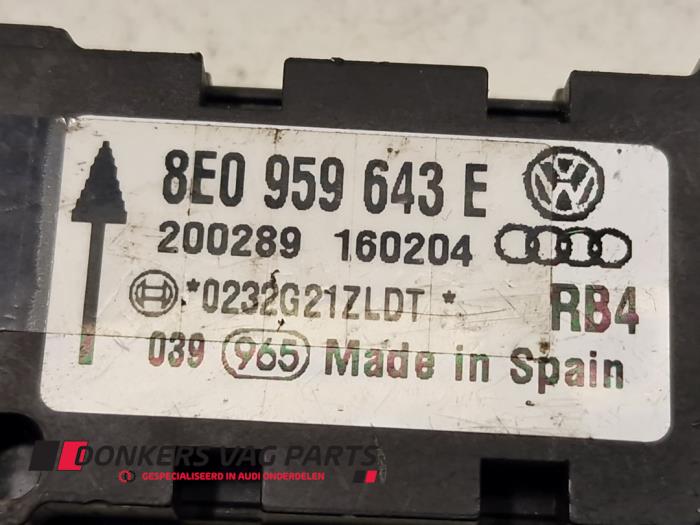 8E0 959 643 E
200289 160204
*0232G21ZLDT * RB4
039 965 Made in Spain
DONKERS VAG PARTS
GESPECIALISEERD IN AUDI ONDERDELEN